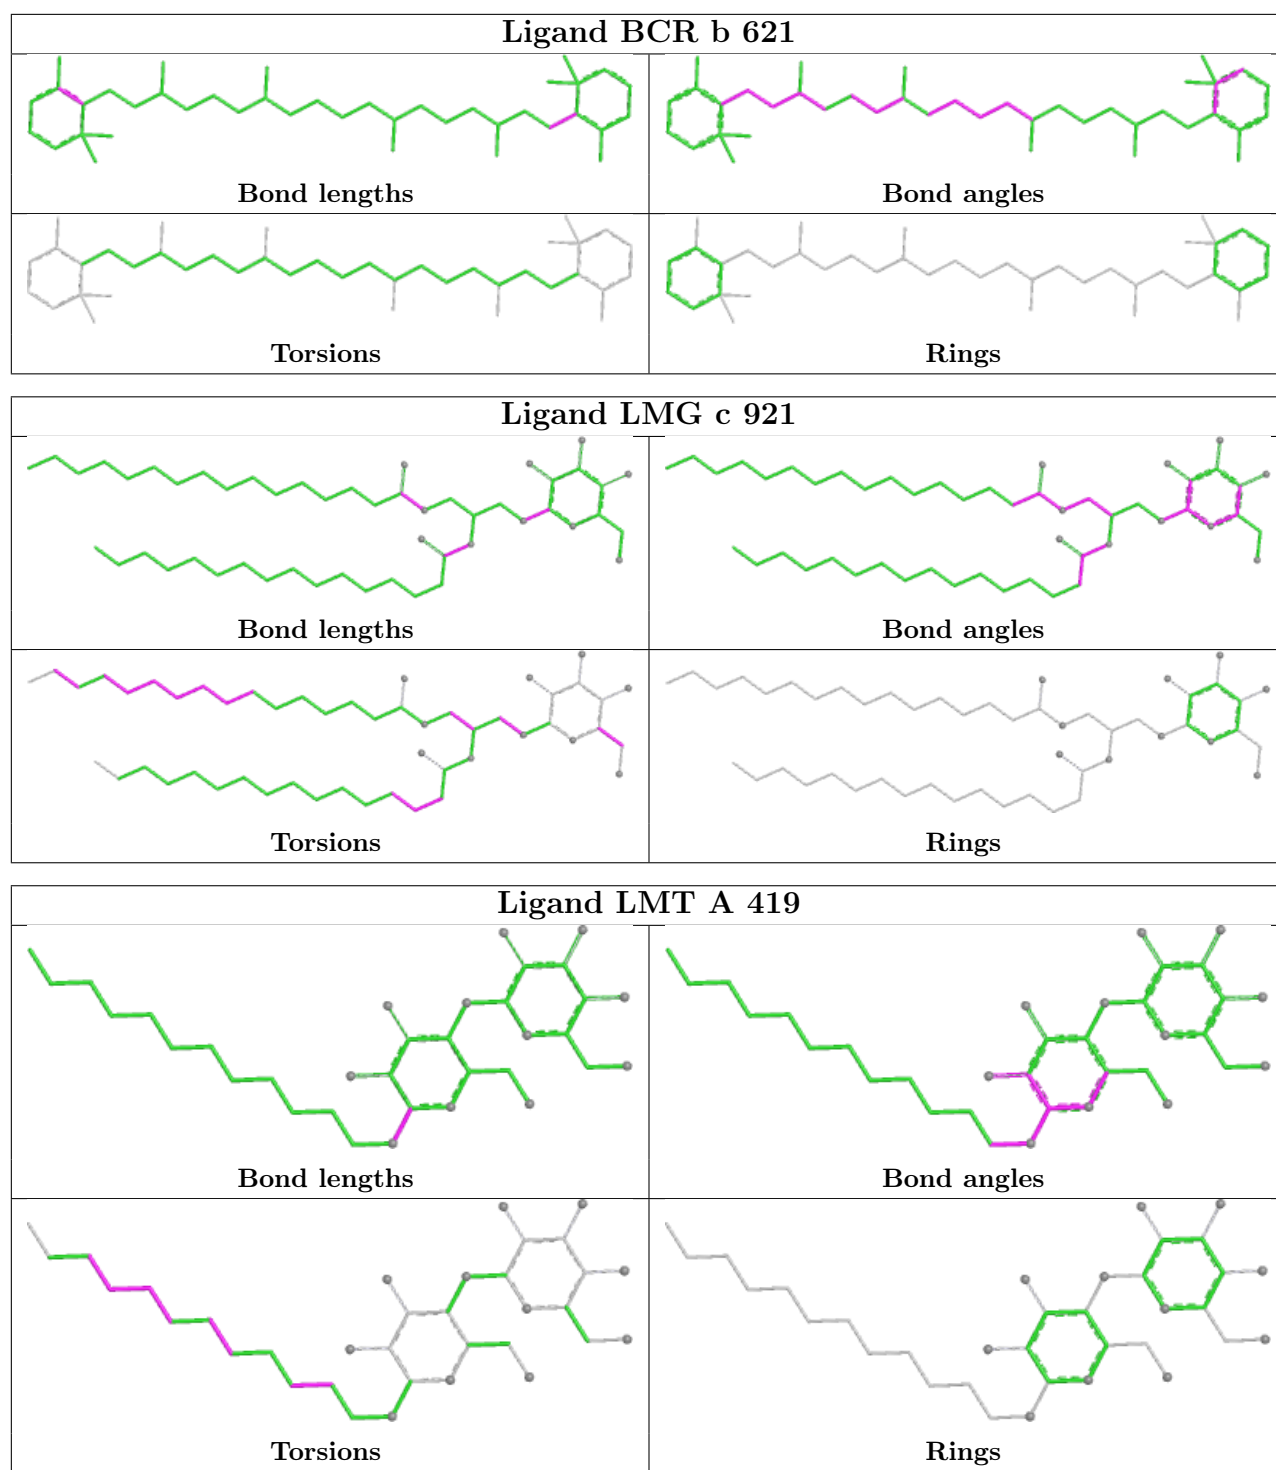 Ligand BCR b 621
Bond lengths
Bond angles
Torsions
Rings
Ligand LMG c 921
Bond lengths
Bond angles
Torsions
Rings
Ligand LMT A 419
Bond lengths
Bond angles
Torsions
Rings